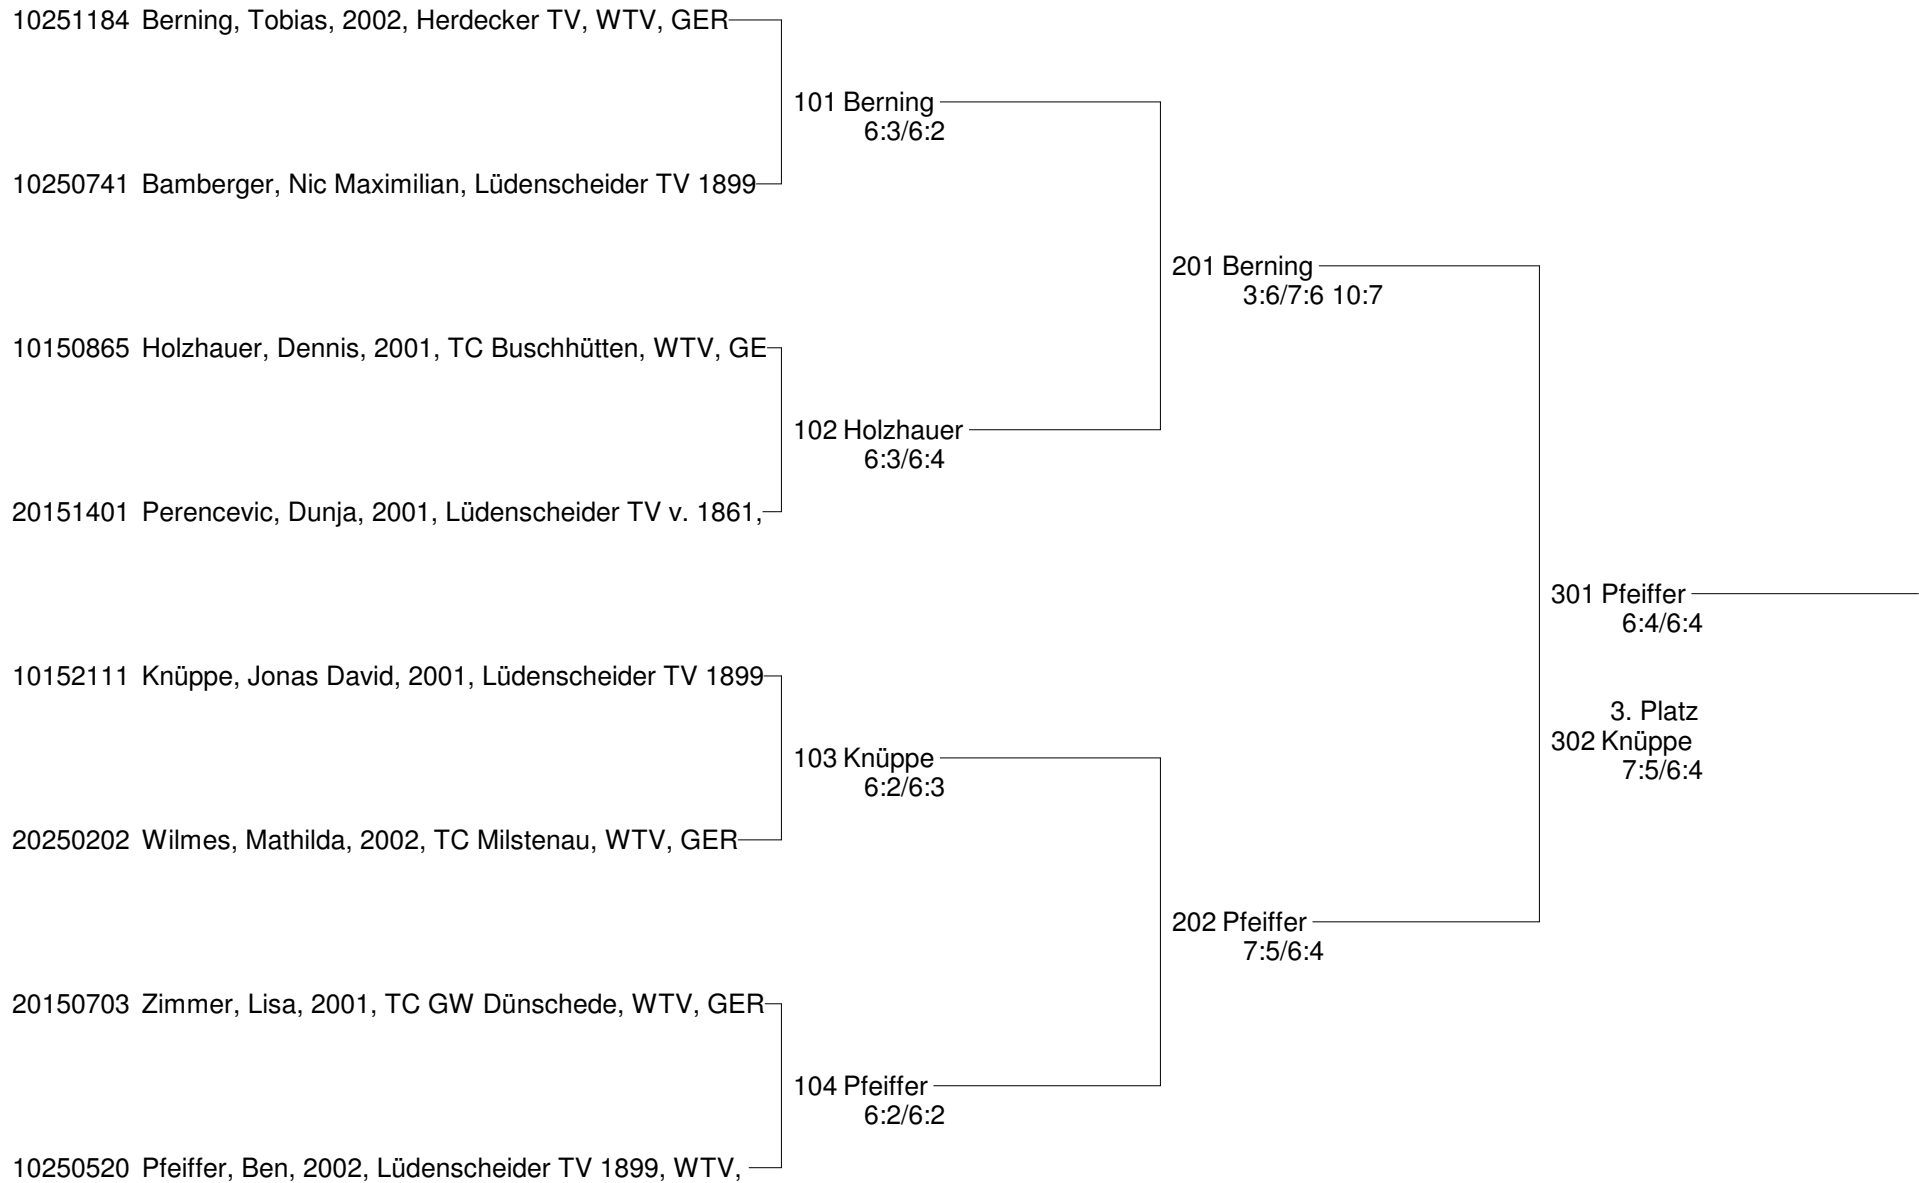 10251184 Berning, Tobias, 2002, Herdecker TV, WTV, GER
101 Berning
6:3/6:2
10250741 Bamberger, Nic Maximilian, Lüdenscheider TV 1899
201 Berning
3:6/7:6 10:7
10150865 Holzhauer, Dennis, 2001, TC Buschhütten, WTV, GE
102 Holzhauer
6:3/6:4
20151401 Perencevic, Dunja, 2001, Lüdenscheider TV v. 1861,
301 Pfeiffer
6:4/6:4
10152111 Knüppe, Jonas David, 2001, Lüdenscheider TV 1899
3. Platz
302 Knüppe
7:5/6:4
103 Knüppe
6:2/6:3
20250202 Wilmes, Mathilda, 2002, TC Milstenau, WTV, GER
202 Pfeiffer
7:5/6:4
20150703 Zimmer, Lisa, 2001, TC GW Dünschede, WTV, GER
104 Pfeiffer
6:2/6:2
10250520 Pfeiffer, Ben, 2002, Lüdenscheider TV 1899, WTV,